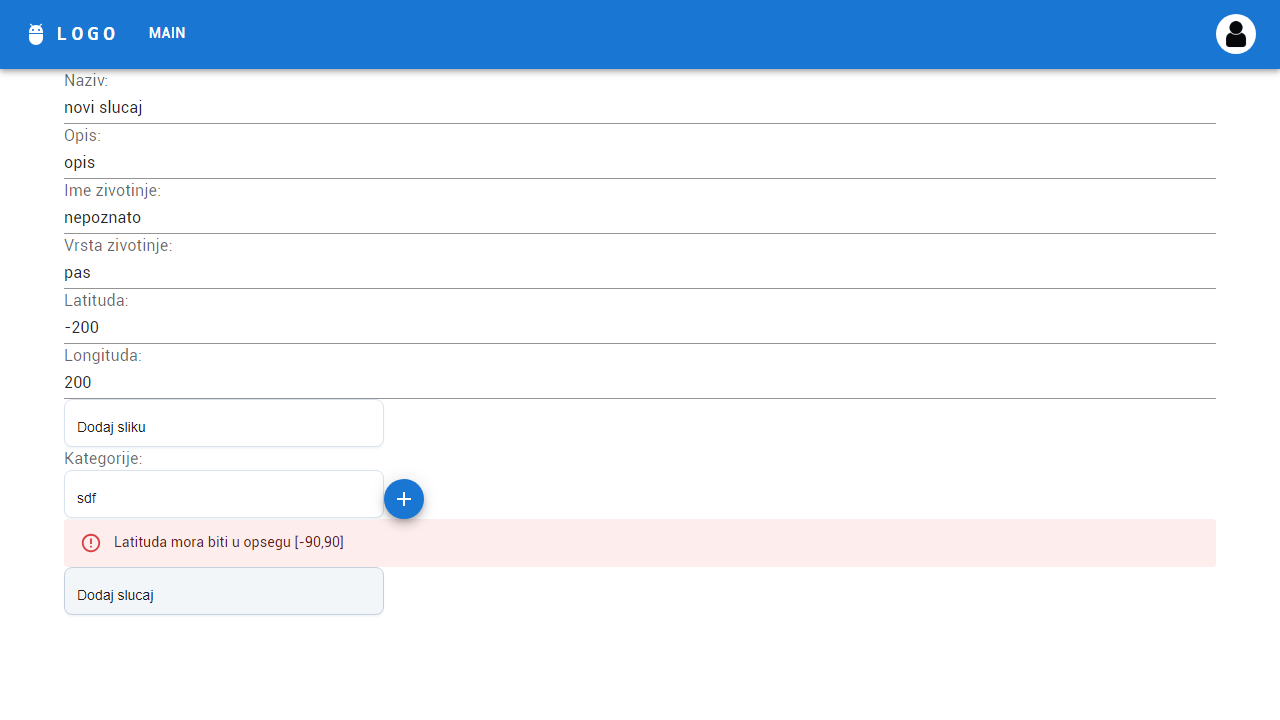 LOGO MAIN
Naziv:
novi slucaj
Opis:
opis
Ime zivotinje:
nepoznato
Vrsta zivotinje:
pas
Latituda:
-200
Longituda:
200
Dodaj sliku
Kategorije:
sdf
Latituda mora biti u opsegu [-90,90]
Dodaj slucaj